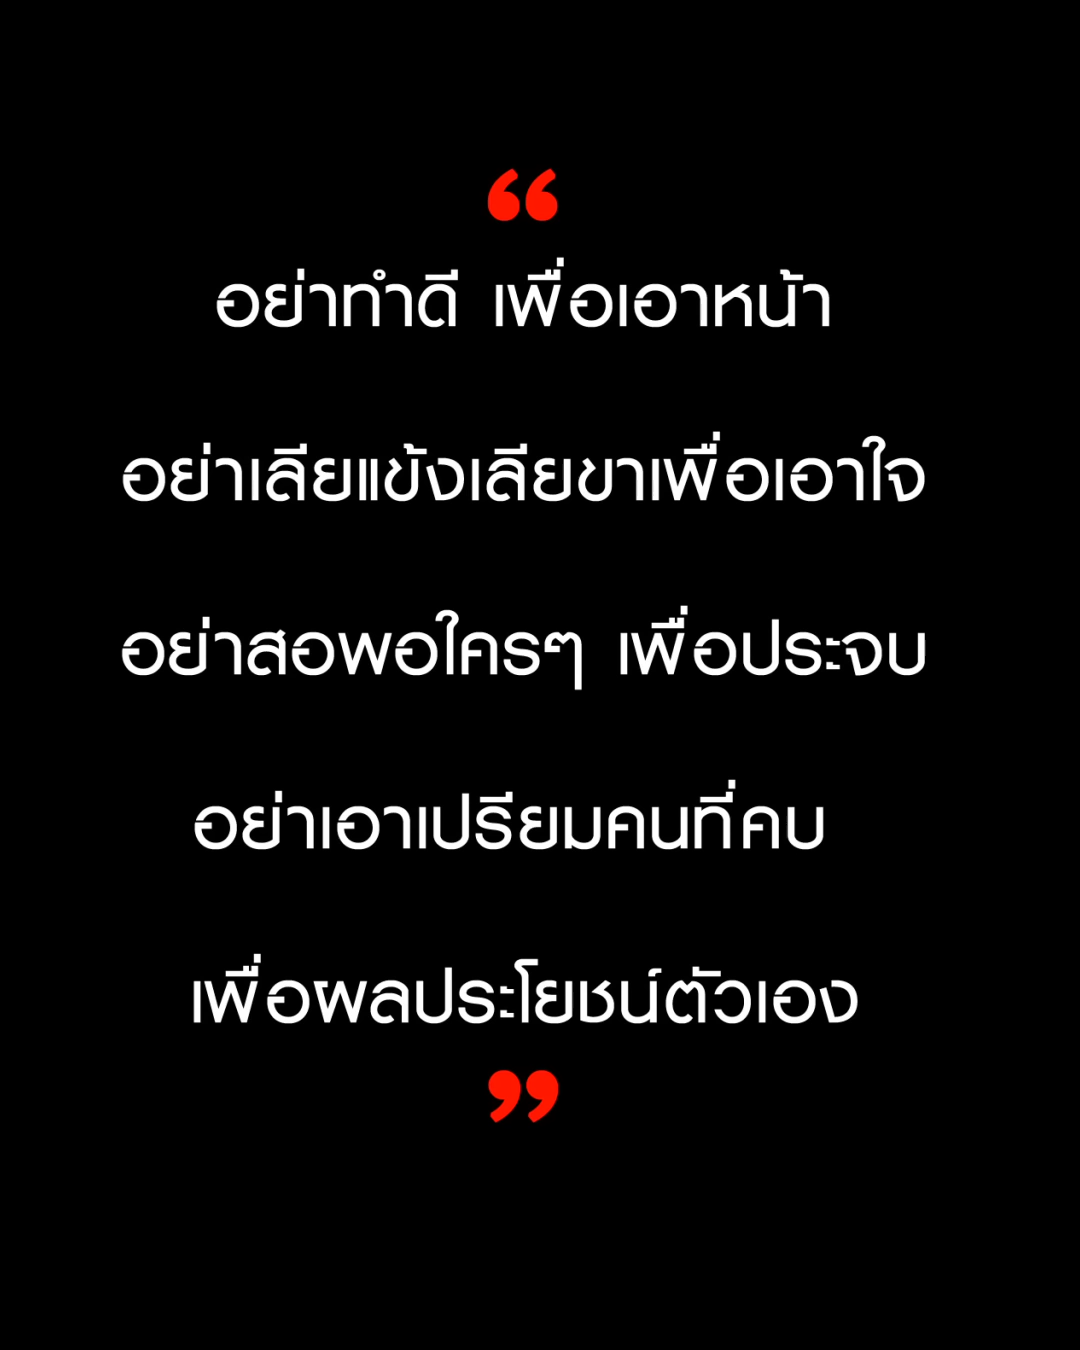 “
อย่าทำดี เพื่อเอาหน้า
อย่าเลียแข้งเลียขาเพื่อเอาใจ
อย่าสอพอใครๆ เพื่อประจบ
อย่าเอาเปรียมคนที่คบ
เพื่อผลประโยชน์ตัวเอง
”